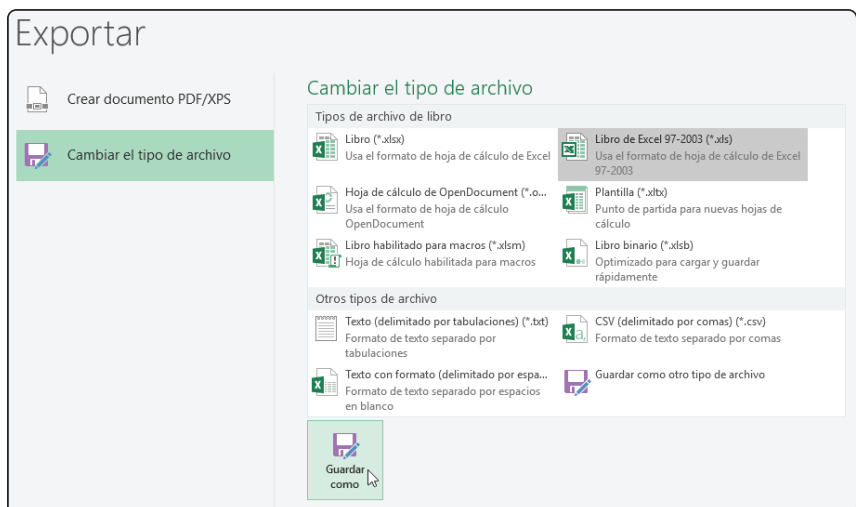 Exportar
Crear documento PDF/XPS
Cambiar el tipo de archivo
Cambiar el tipo de archivo
Tipos de archivo de libro
Libro (*.xlsx)
Usa el formato de hoja de cálculo de Excel
Libro de Excel 97-2003 (*.xls)
Usa el formato de hoja de cálculo de Excel
97-2003
Hoja de cálculo de OpenDocument (*.o...
Usa el formato de hoja de cálculo
OpenDocument
Plantilla (*.xltx)
Punto de partida para nuevas hojas de
cálculo
Libro habilitado para macros (*.xlsm)
Hoja de cálculo habilitada para macros
Libro binario (*.xlsb)
Optimizado para cargar y guardar
rápidamente
Otros tipos de archivo
Texto (delimitado por tabulaciones) (*.txt)
Formato de texto separado por
tabulaciones
CSV (delimitado por comas) (*.csv)
Formato de texto separado por comas
Texto con formato (delimitado por espa...
Formato de texto separado por espacios
en blanco
Guardar como otro tipo de archivo
Guardar
como